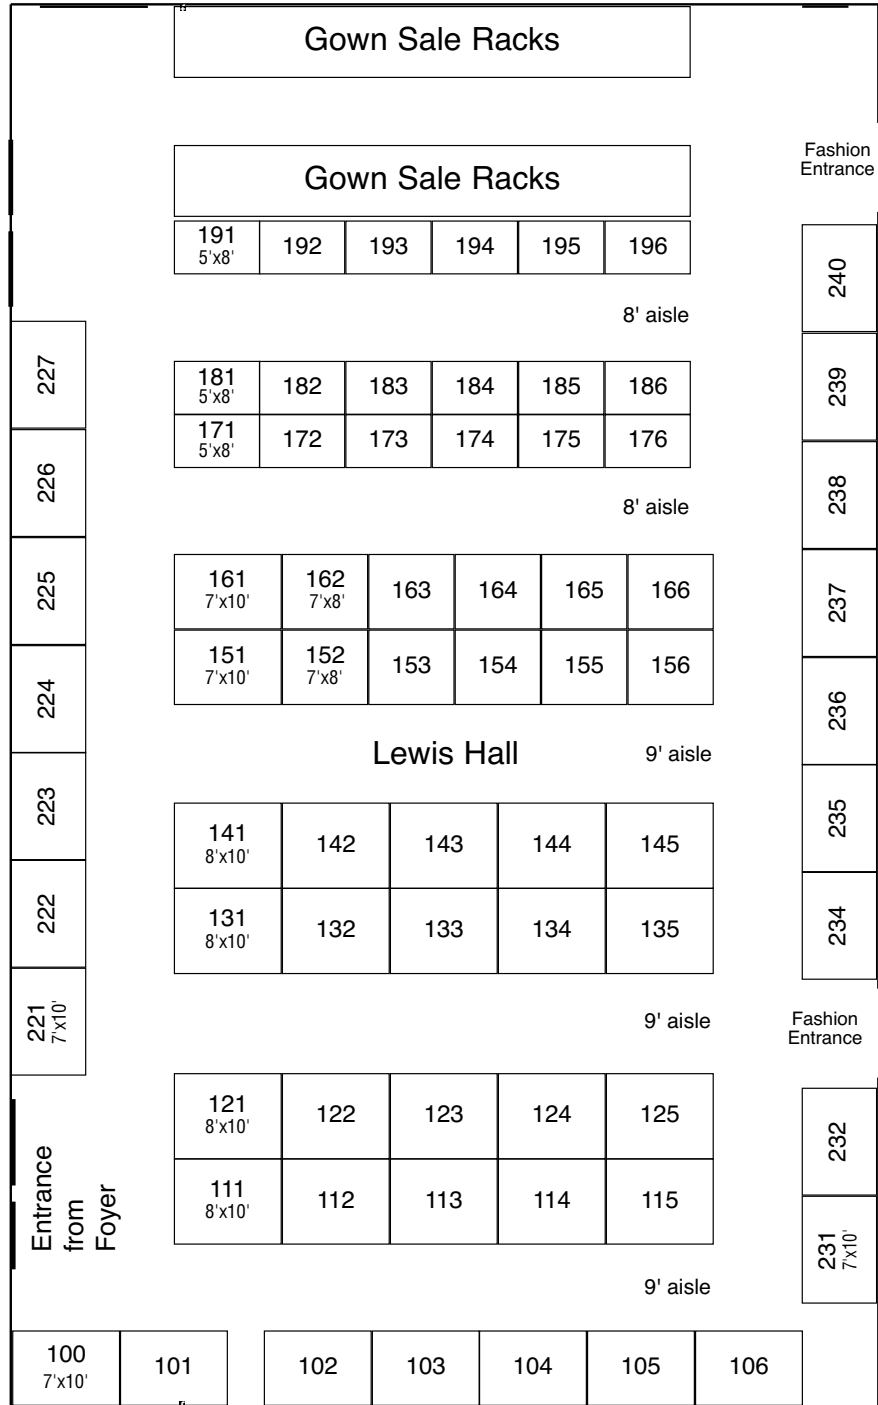 Gown Sale Racks
Fashion
Entrance
Gown Sale Racks
191 192 193 194 195 196
5'x8'
240
8' aisle
227
181 182 183 184 185 186
5'x8'
239
171 172 173 174 175 176
5'x8'
226
238
8' aisle
225
161 162 163 164 165 166
7'x10' 7'x8'
237
151 152 153 154 155 156
7'x10' 7'x8'
224
236
Lewis Hall 9' aisle
223
235
141 142 143 144 145
8'x10'
222
234
131 132 133 134 135
8'x10'
221
7'x10'
9' aisle
Fashion
Entrance
121 122 123 124 125
8'x10'
232
111 112 113 114 115
8'x10'
Entrance
from
Foyer
231
7'x10'
9' aisle
100 101 102 103 104 105 106
7'x10'